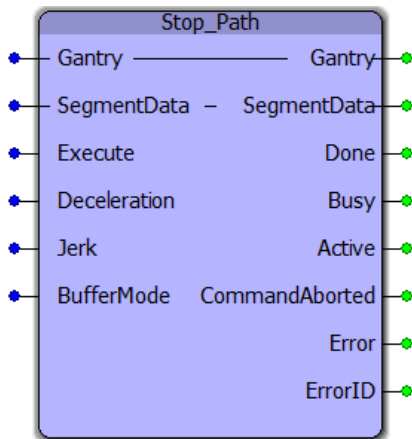 Stop_Path
Gantry Gantry
SegmentData SegmentData
Execute Done
Deceleration Busy
Jerk Active
BufferMode CommandAborted
Error
ErrorID